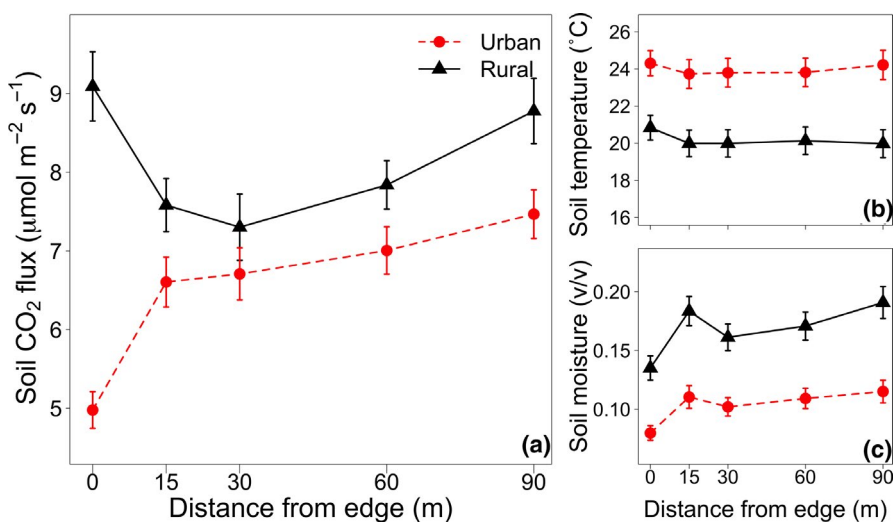 Soil CO₂ flux (μmol m⁻² s⁻¹)
9
8
7
6
5
Urban
Rural
(a)
0 15 30 60 90
Distance from edge (m)
Soil temperature (°C)
26
24
22
20
18
16
(b)
Soil moisture (v/v)
0.20
0.15
0.10
(c)
0 15 30 60 90
Distance from edge (m)